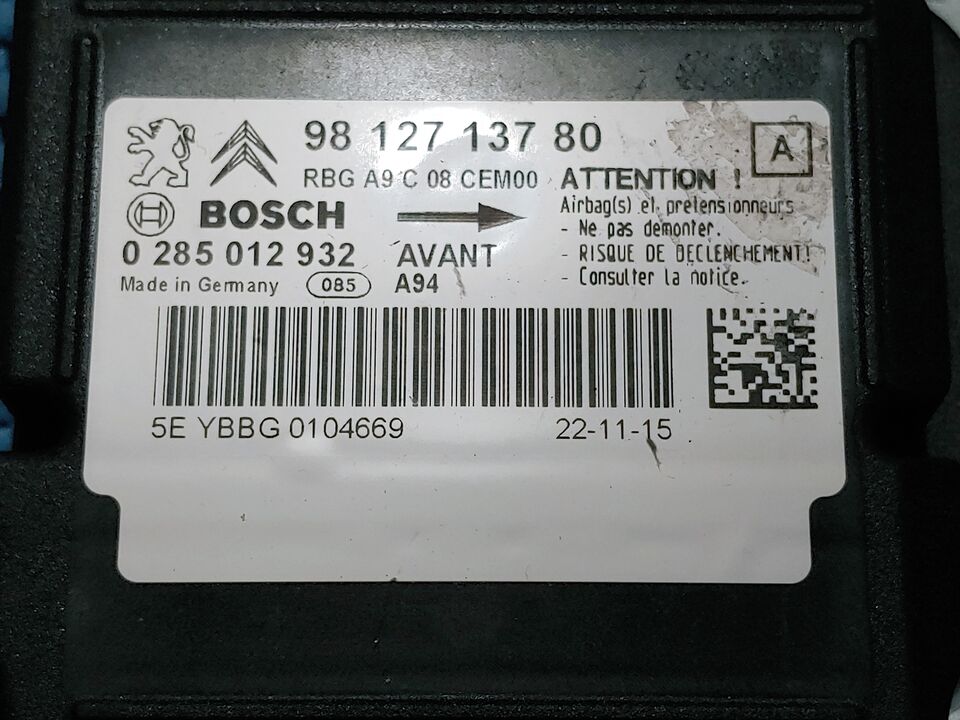 98 127 137 80
A
RBG A9 C 08 CEM00
ATTENTION !
BOSCH
Airbag(s) et pretensionneurs
- Ne pas démonter.
0 285 012 932
AVANT
- RISQUE DE DECLENCHEMENT!
Made in Germany
085
A94
- Consulter la notice.
5E YBBG 0104669
22-11-15